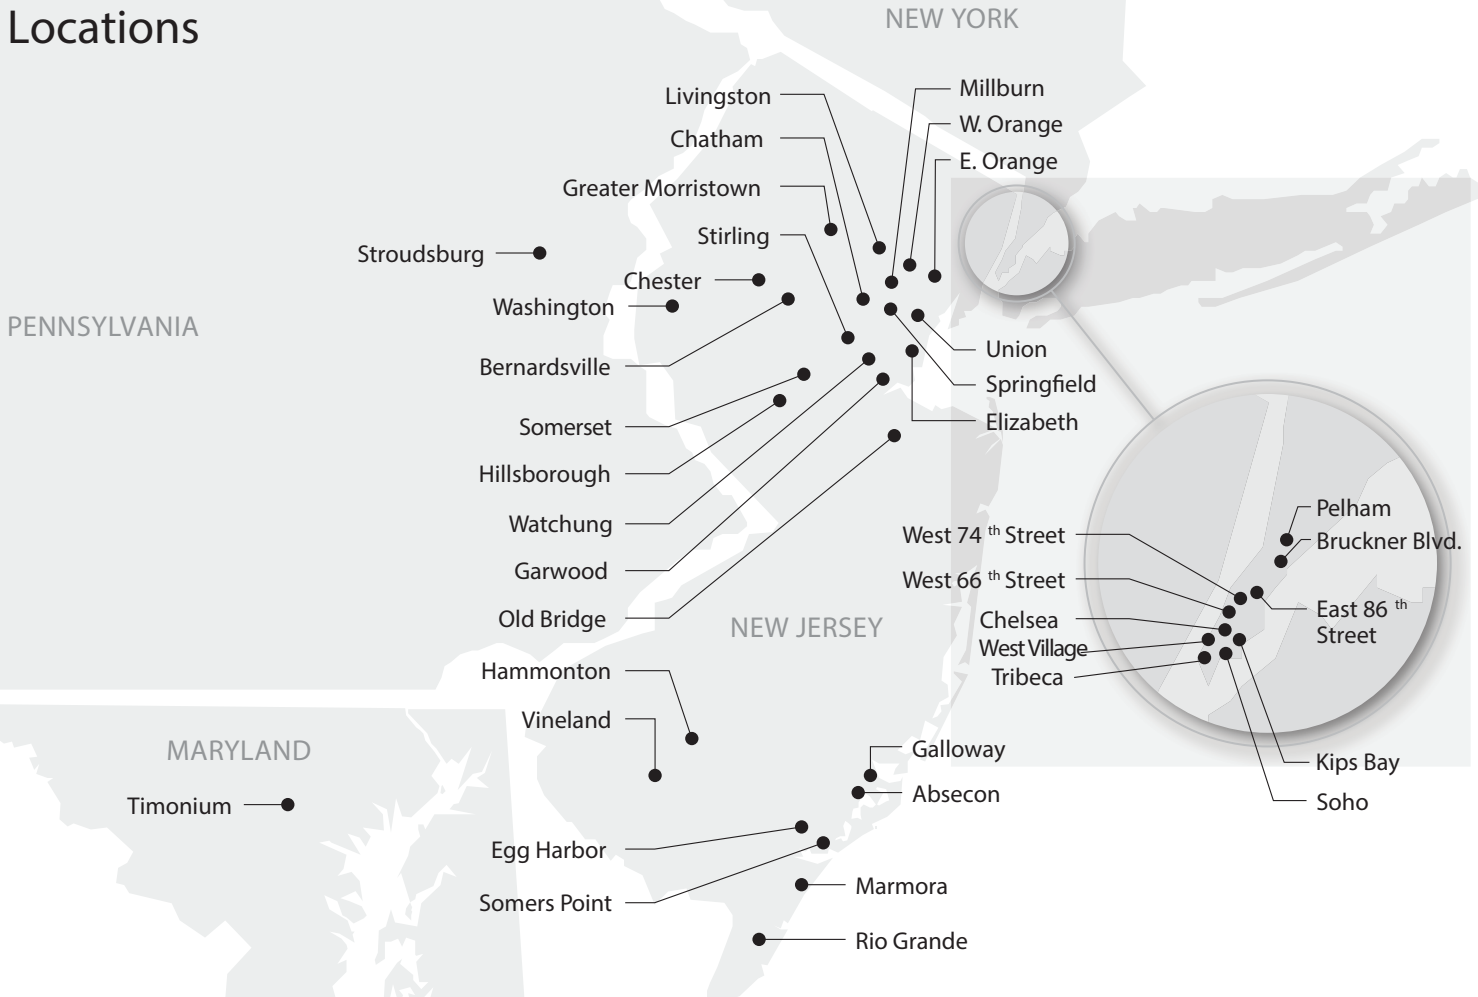 Locations
NEW YORK
Livingston
Millburn
Chatham
W. Orange
E. Orange
Greater Morristown
Stirling
Stroudsburg
Chester
Washington
PENNSYLVANIA
Union
Bernardsville
Springfield
Elizabeth
Somerset
Hillsborough
Watchung
Garwood
Old Bridge
NEW JERSEY
Pelham
Bruckner Blvd.
West 74 th Street
West 66 th Street
Chelsea
East 86 th
Street
West Village
Tribeca
Hammonton
Vineland
MARYLAND
Galloway
Kips Bay
Absecon
Soho
Timonium
Egg Harbor
Somers Point
Marmora
Rio Grande